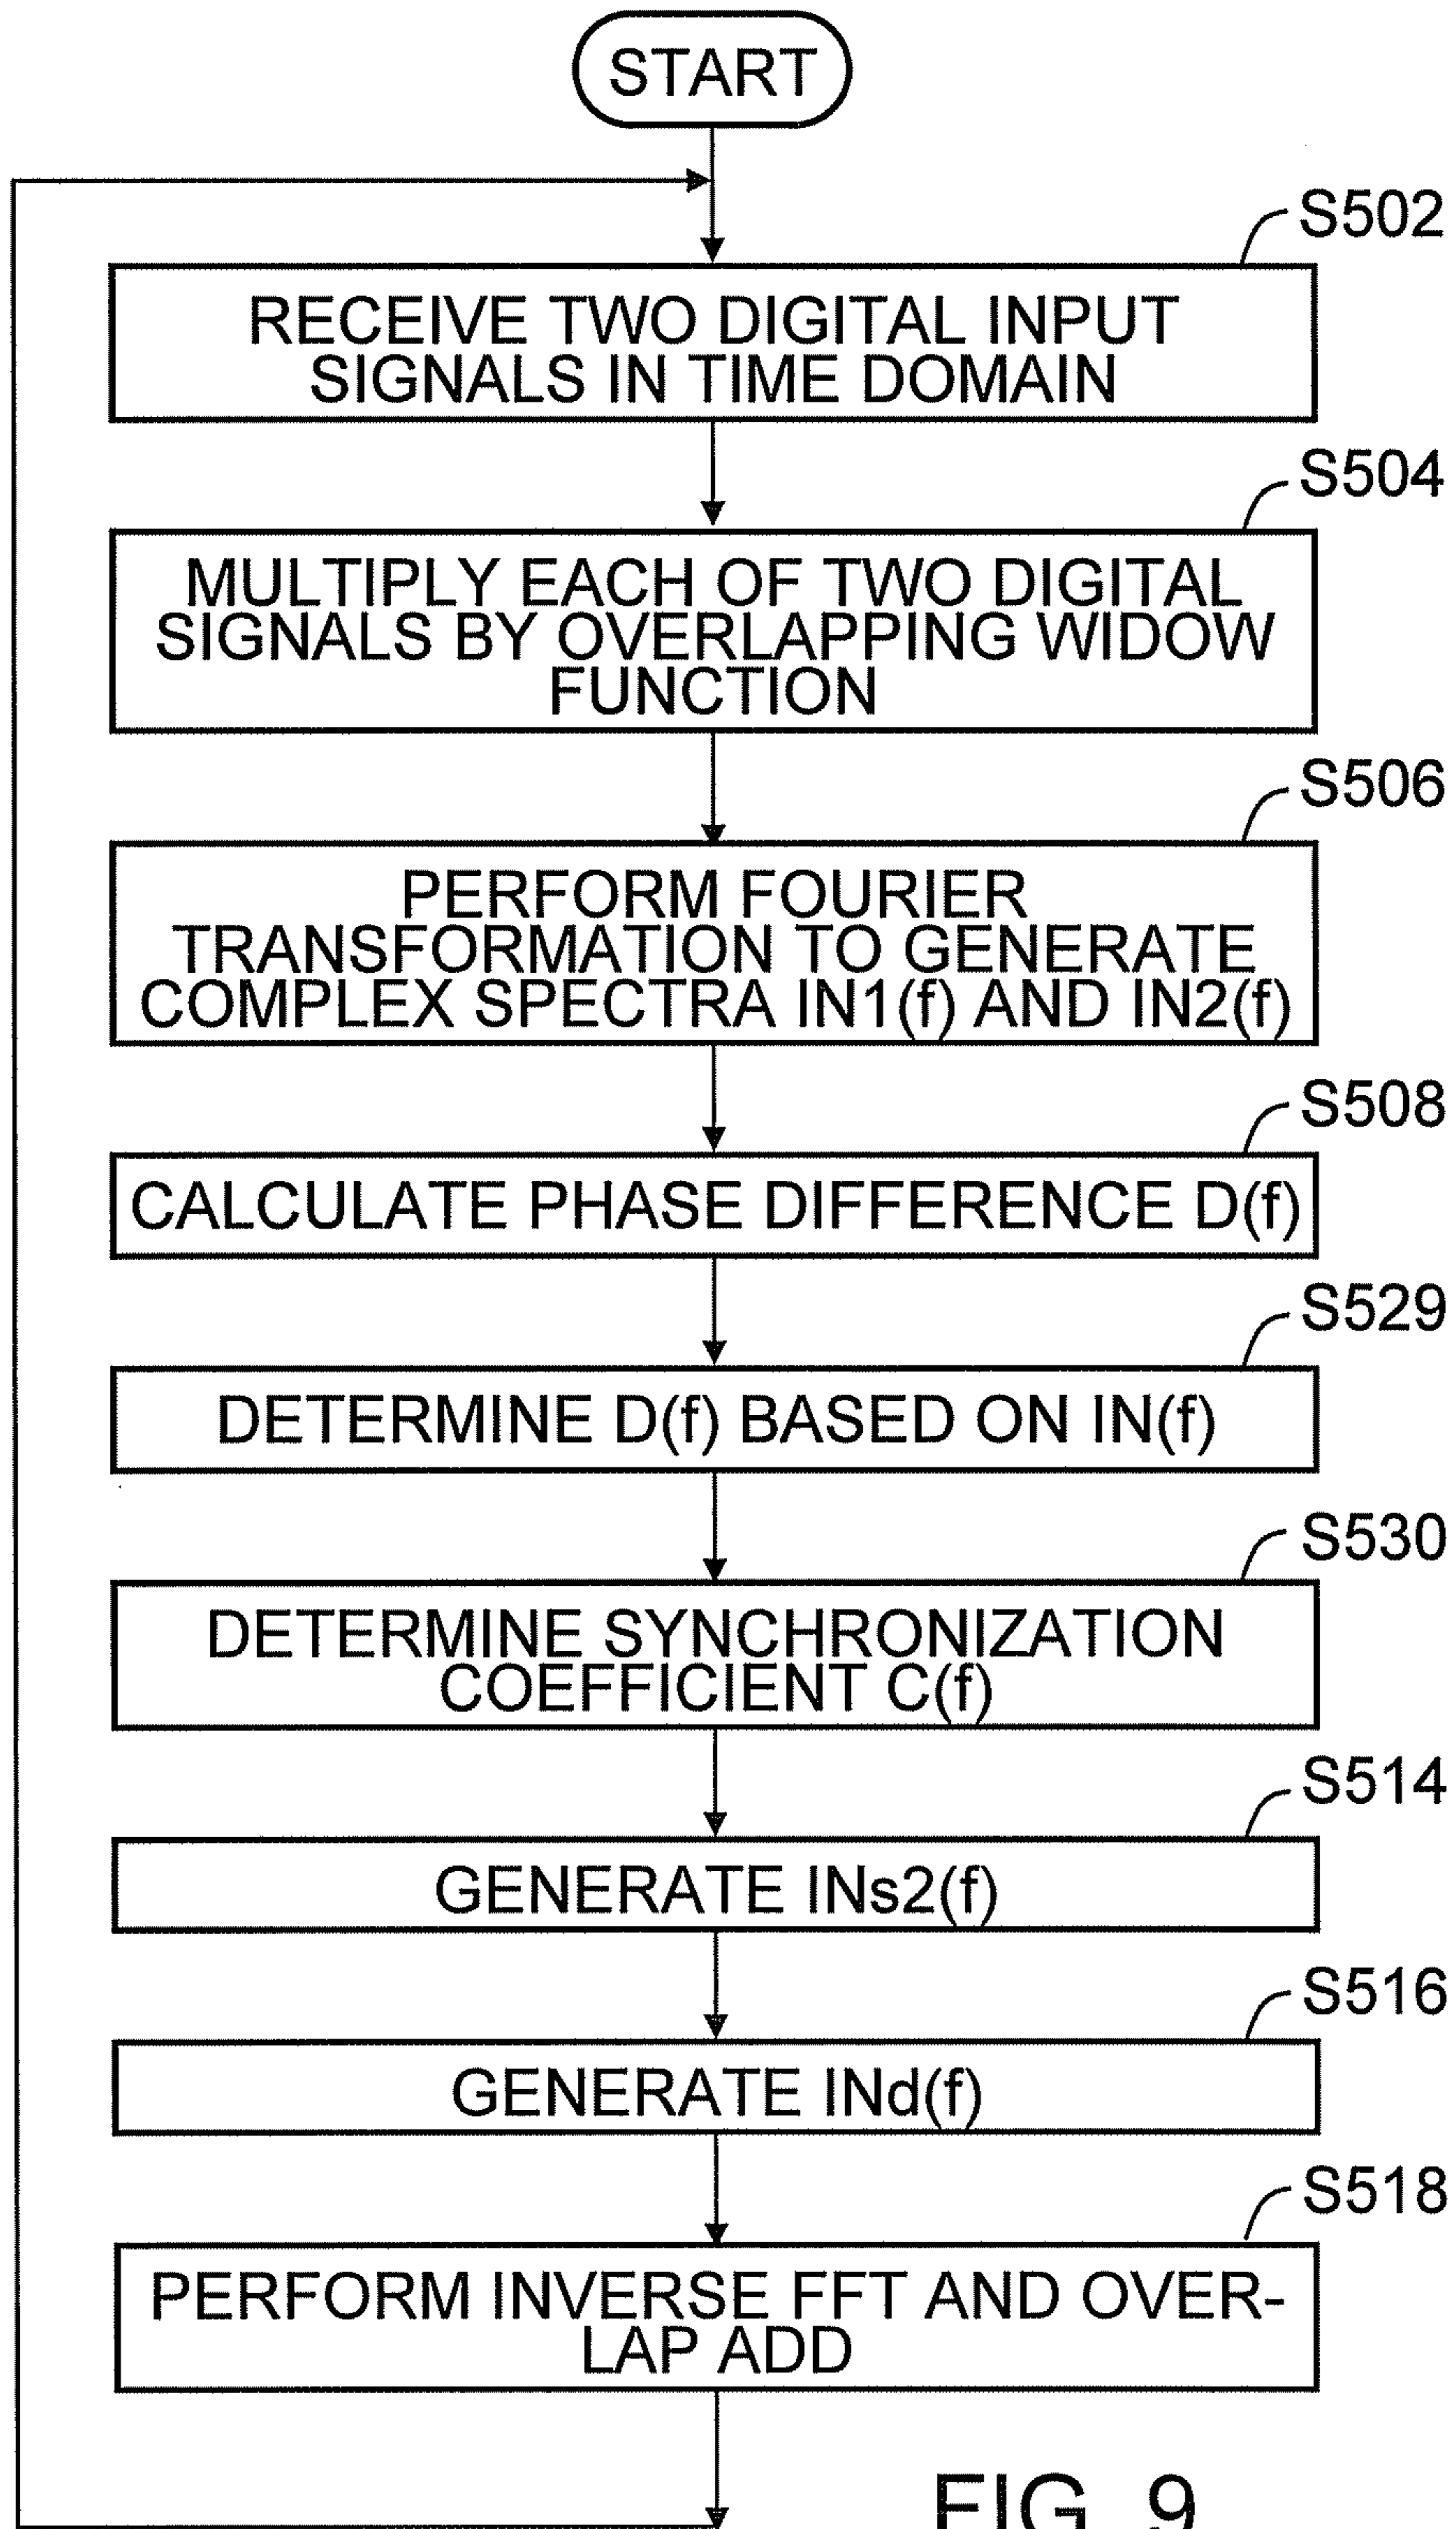 START
S502
RECEIVE TWO DIGITAL INPUT
SIGNALS IN TIME DOMAIN
S504
MULTIPLY EACH OF TWO DIGITAL
SIGNALS BY OVERLAPPING WIDOW
FUNCTION
S506
PERFORM FOURIER
TRANSFORMATION TO GENERATE
COMPLEX SPECTRA IN1(f) AND IN2(f)
S508
CALCULATE PHASE DIFFERENCE D(f)
S529
DETERMINE D(f) BASED ON IN(f)
S530
DETERMINE SYNCHRONIZATION
COEFFICIENT C(f)
S514
GENERATE INs2(f)
S516
GENERATE INd(f)
S518
PERFORM INVERSE FFT AND OVER-
LAP ADD
FIG. 9